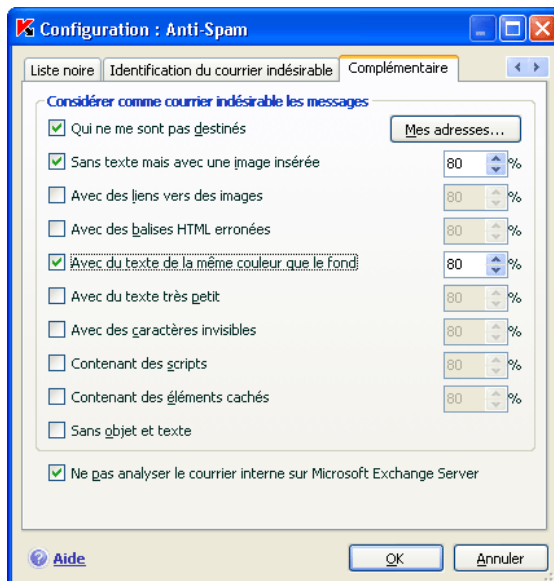 Configuration : Anti-Spam
Liste noire Identification du courrier indésirable Complémentaire
Considérer comme courrier indésirable les messages
Qui ne me sont pas destinés Mes adresses...
Sans texte mais avec une image insérée 80 %
Avec des liens vers des images 80 %
Avec des balises HTML erronées 80 %
Avec du texte de la même couleur que le fond 80 %
Avec du texte très petit 80 %
Avec des caractères invisibles 80 %
Contenant des scripts 80 %
Contenant des éléments cachés 80 %
Sans objet et texte
Ne pas analyser le courrier interne sur Microsoft Exchange Server
Aide OK Annuler